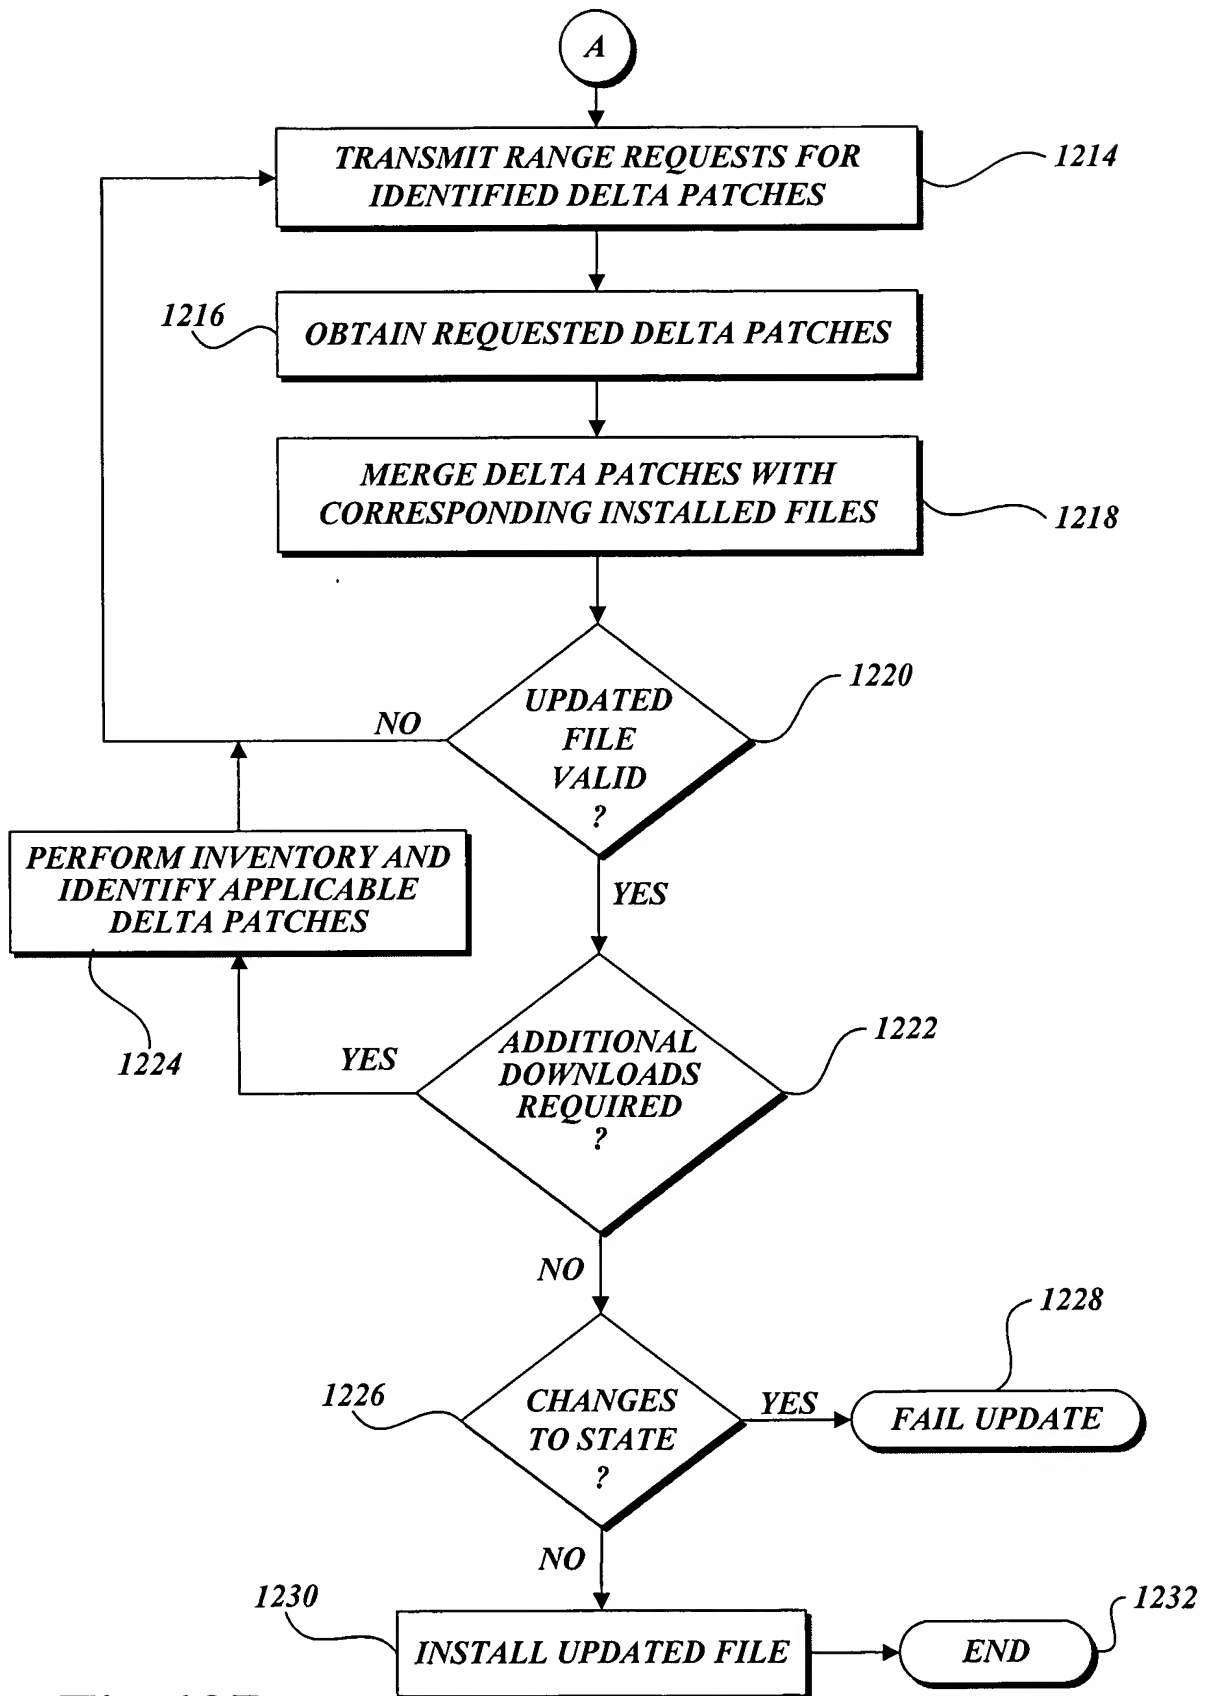 A
TRANSMIT RANGE REQUESTS FOR
IDENTIFIED DELTA PATCHES
1214
1216
OBTAIN REQUESTED DELTA PATCHES
MERGE DELTA PATCHES WITH
CORRESPONDING INSTALLED FILES
1218
1220
UPDATED
FILE
VALID
?
NO
PERFORM INVENTORY AND
IDENTIFY APPLICABLE
DELTA PATCHES
YES
1224
YES
1222
ADDITIONAL
DOWNLOADS
REQUIRED
?
NO
1228
1226
CHANGES
TO STATE
?
YES
FAIL UPDATE
NO
1230
INSTALL UPDATED FILE
END
1232